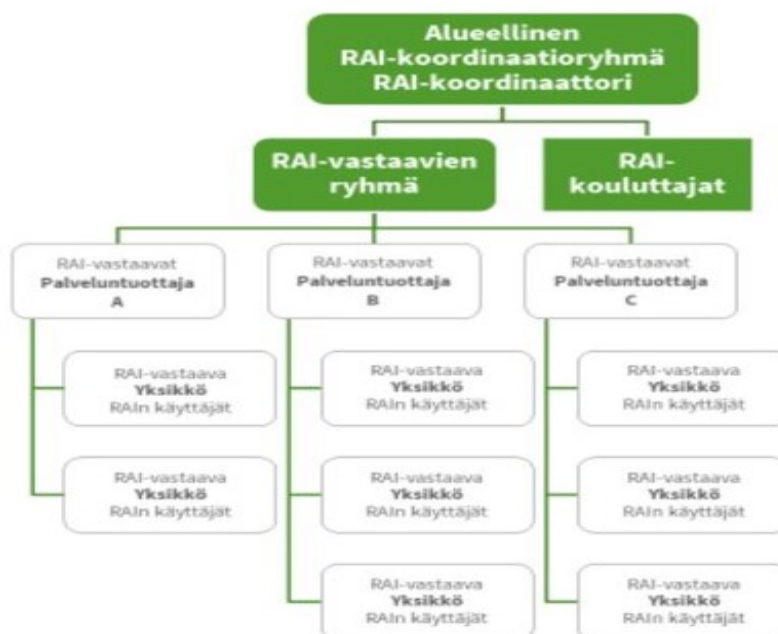 Alueellinen
RAI-koordinaatioryhmä
RAI-koordinaattori
RAI-vastaavien
ryhmä
RAI-
kouluttajat
RAI-vastaavat
Palveluntuottaja
A
RAI-vastaavat
Palveluntuottaja
B
RAI-vastaavat
Palveluntuottaja
C
RAI-vastaava
Yksikkö
RAIn käyttäjät
RAI-vastaava
Yksikkö
RAIn käyttäjät
RAI-vastaava
Yksikkö
RAIn käyttäjät
RAI-vastaava
Yksikkö
RAIn käyttäjät
RAI-vastaava
Yksikkö
RAIn käyttäjät
RAI-vastaava
Yksikkö
RAIn käyttäjät
RAI-vastaava
Yksikkö
RAIn käyttäjät
RAI-vastaava
Yksikkö
RAIn käyttäjät